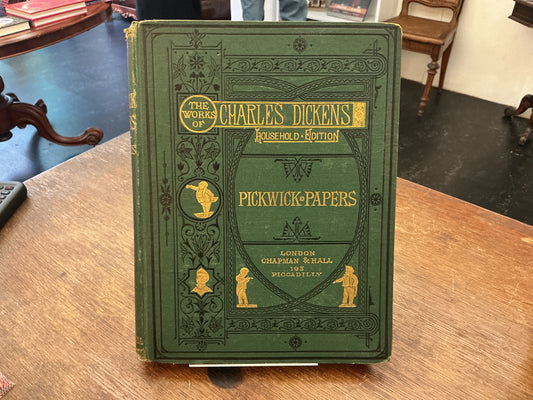 THE
WORKS
OF
CHARLES DICKENS
HOUSEHOLD EDITION
PICKWICK PAPERS
LONDON
CHAPMAN & HALL
193
PICCADILLY